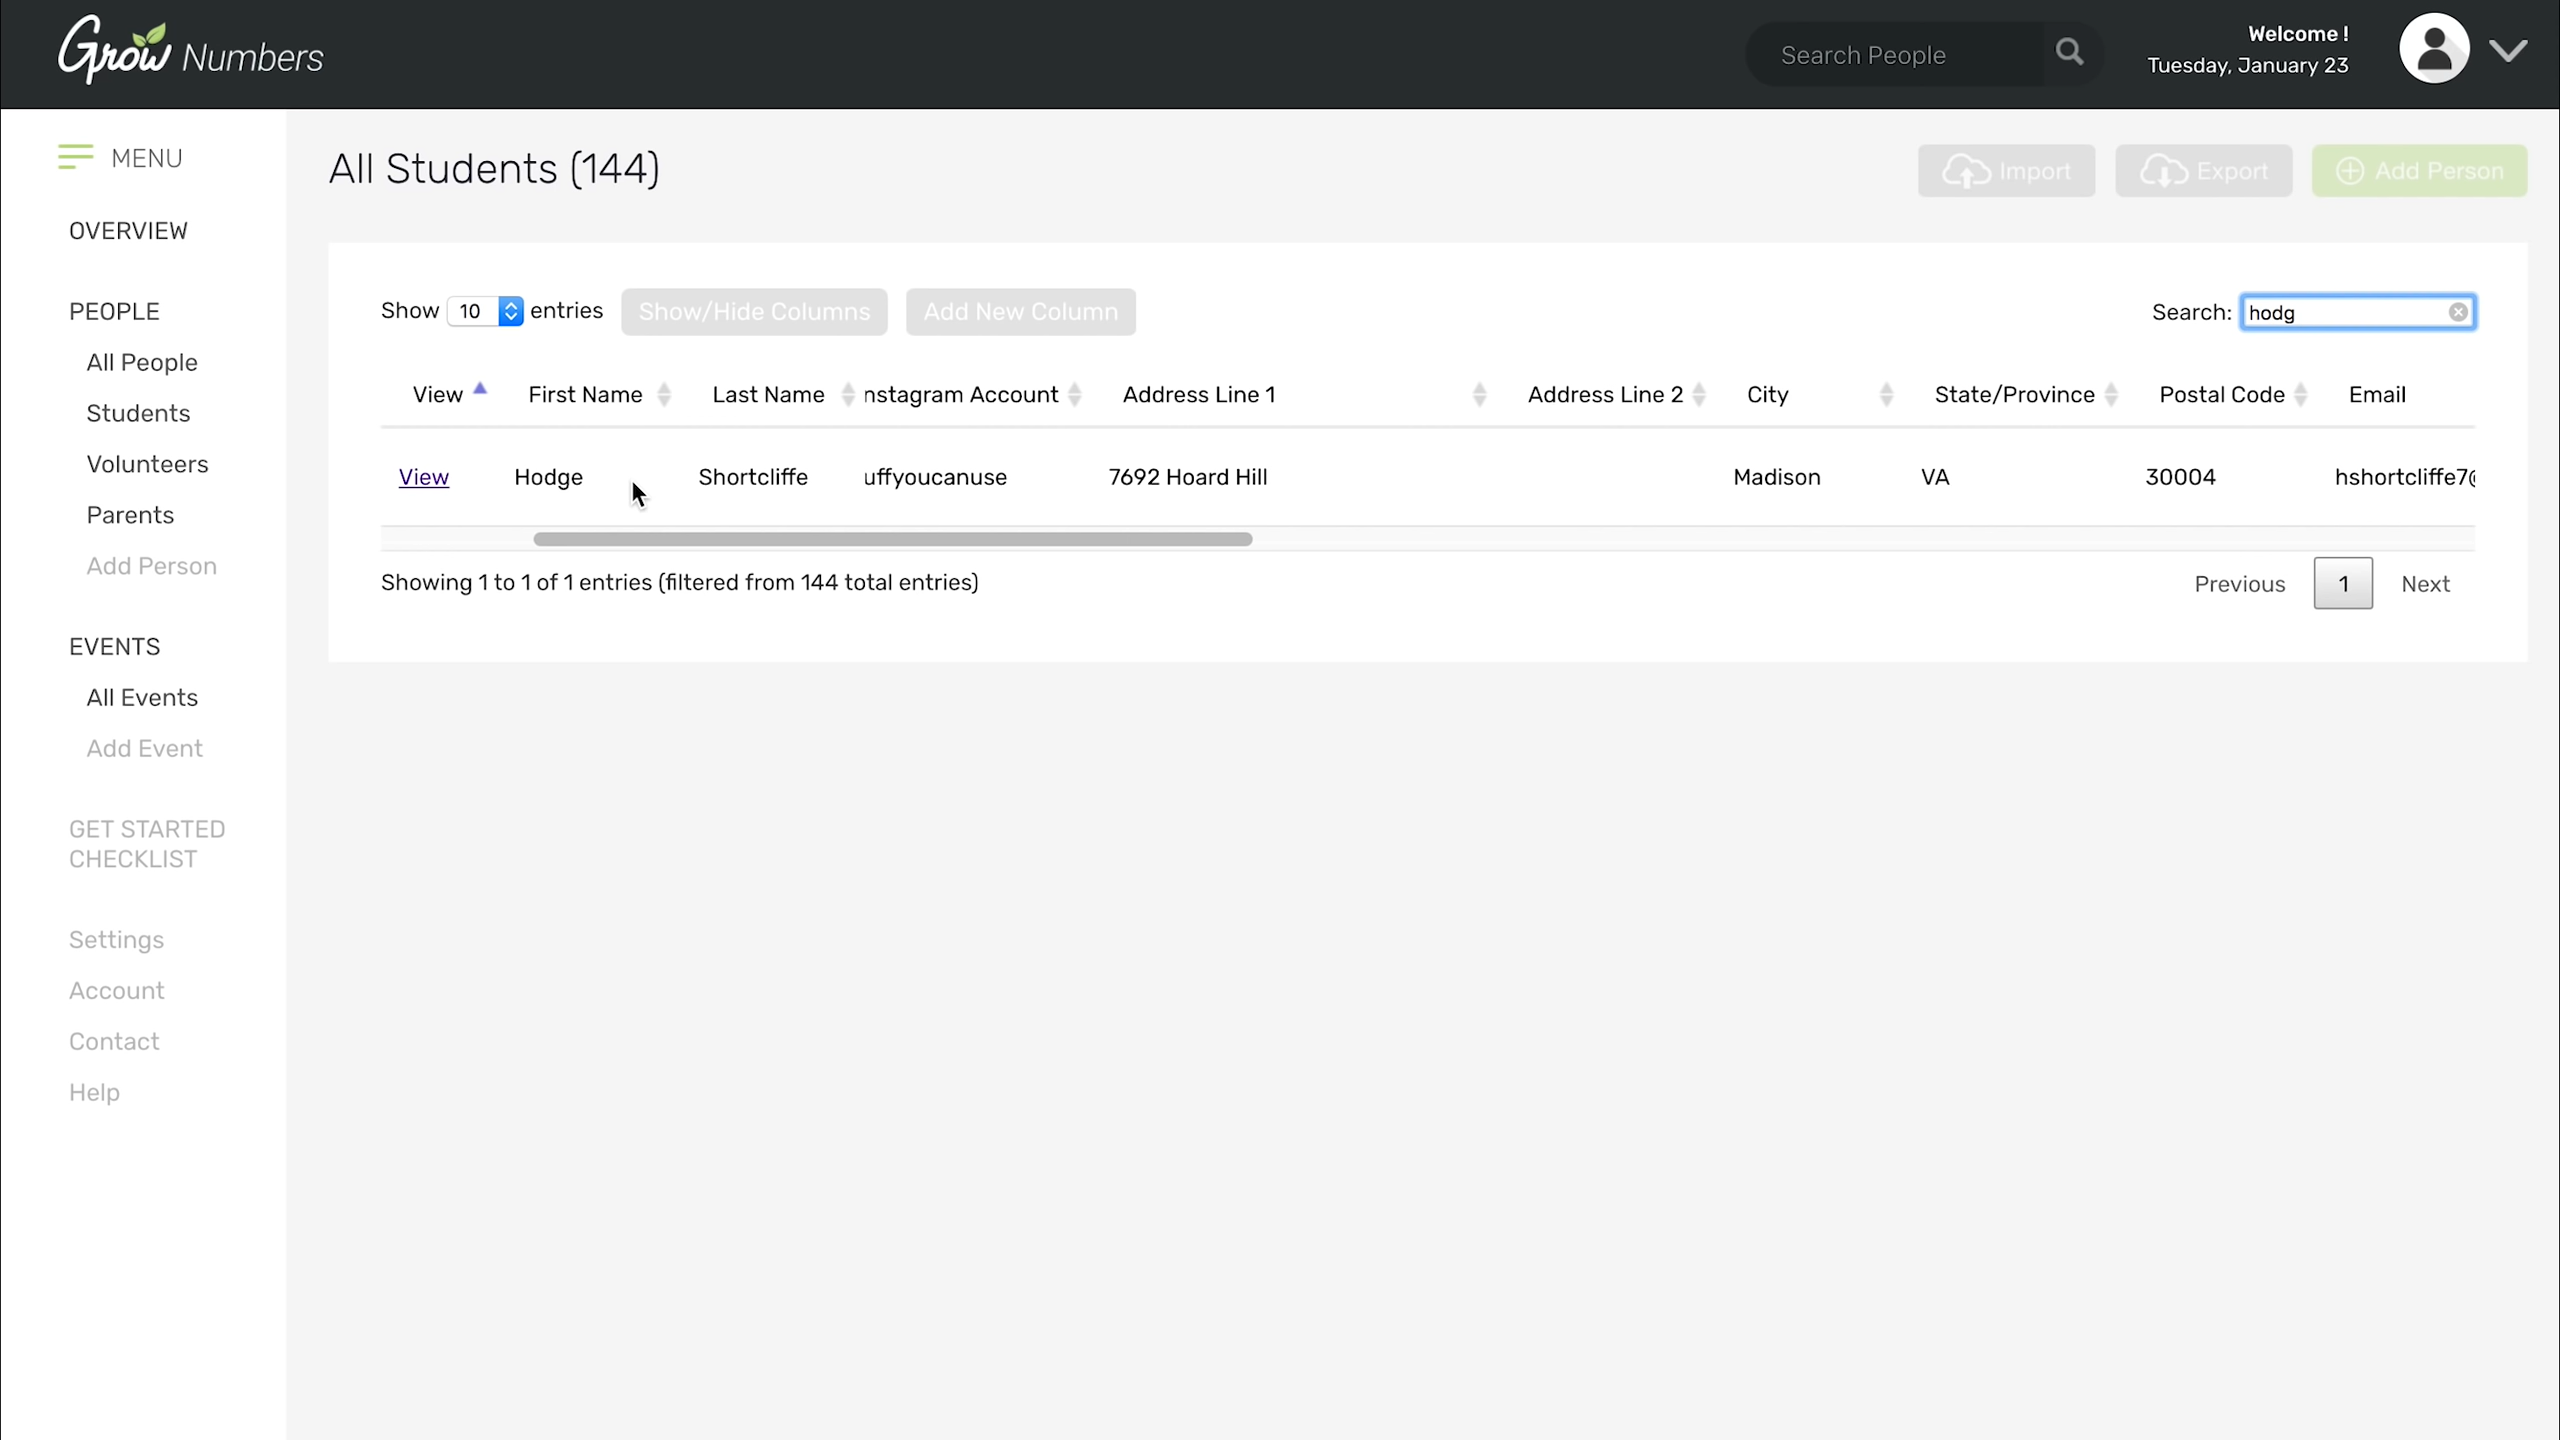 Grow Numbers
Search People
Welcome !
Tuesday, January 23
MENU
OVERVIEW
PEOPLE
All People
Students
Volunteers
Parents
Add Person
EVENTS
All Events
Add Event
GET STARTED
CHECKLIST
Settings
Account
Contact
Help
All Students (144)
Import
Export
Add Person
Show 10 entries
Show/Hide Columns
Add New Column
Search: hodg
View First Name Last Name nstagram Account Address Line 1 Address Line 2 City State/Province Postal Code Email
View Hodge Shortcliffe uffyoucanuse 7692 Hoard Hill Madison VA 30004 hshortcliffe7@
Showing 1 to 1 of 1 entries (filtered from 144 total entries)
Previous 1 Next